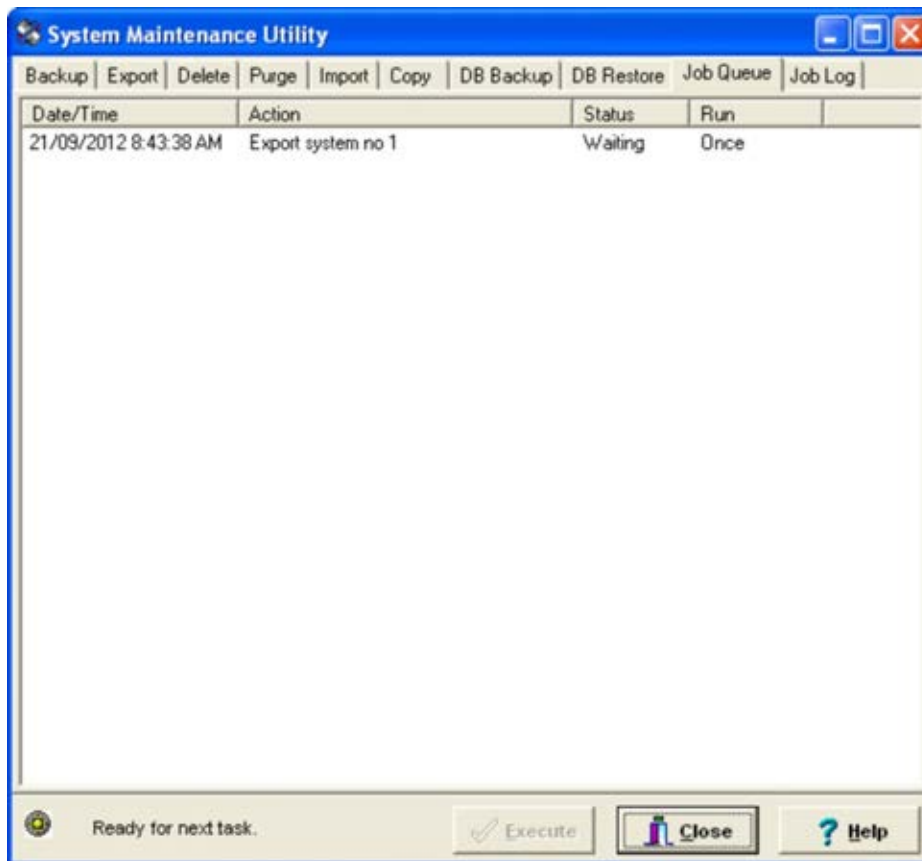 System Maintenance Utility
Backup Export Delete Purge Import Copy DB Backup DB Restore Job Queue Job Log
Date/Time Action Status Run
21/09/2012 8:43:38 AM Export system no 1 Waiting Once
Ready for next task. Execute Close Help